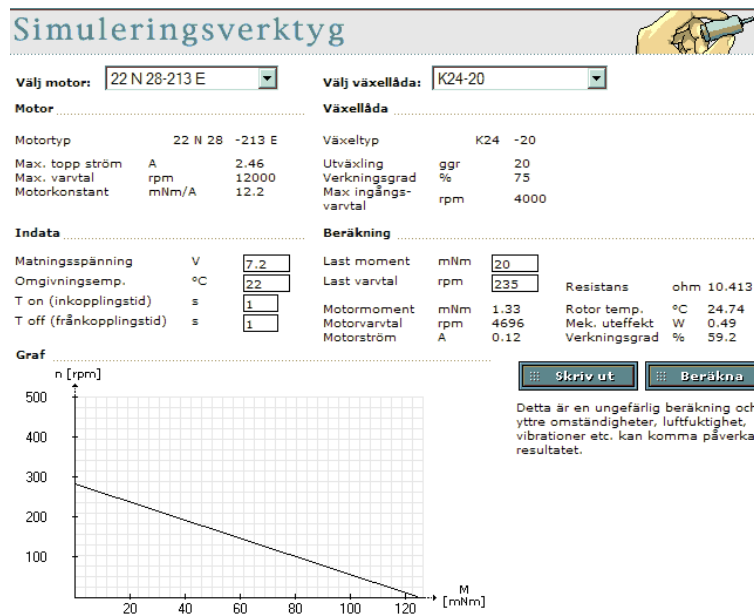 Simuleringsverktyg
Välj motor: 22 N 28-213 E
Välj växellåda: K24-20
Motor
Växellåda
Motortyp 22 N 28 -213 E
Växeltyp K24 -20
Max. topp ström A 2.46
Max. varvtal rpm 12000
Motorkonstant mNm/A 12.2
Utväxling ggr 20
Verkningsgrad % 75
Max ingångs-
varvtal rpm 4000
Indata
Beräkning
Matningsspänning V 7.2
Omgivningsemp. °C 22
T on (inkopplingstid) s 1
T off (frånkopplingstid) s 1
Last moment mNm 20
Last varvtal rpm 235
Motormoment mNm 1.33
Motorvarvtal rpm 4696
Motorström A 0.12
Resistans ohm 10.413
Rotor temp. °C 24.74
Mek. uteffekt W 0.49
Verkningsgrad % 59.2
Graf
Skriv ut
Beräkna
Detta är en ungefärlig beräkning och
yttre omständigheter, luftfuktighet,
vibrationer etc. kan komma påverka
resultatet.
n [rpm]
500
400
300
200
100
20 40 60 80 100 120
M
[mNm]